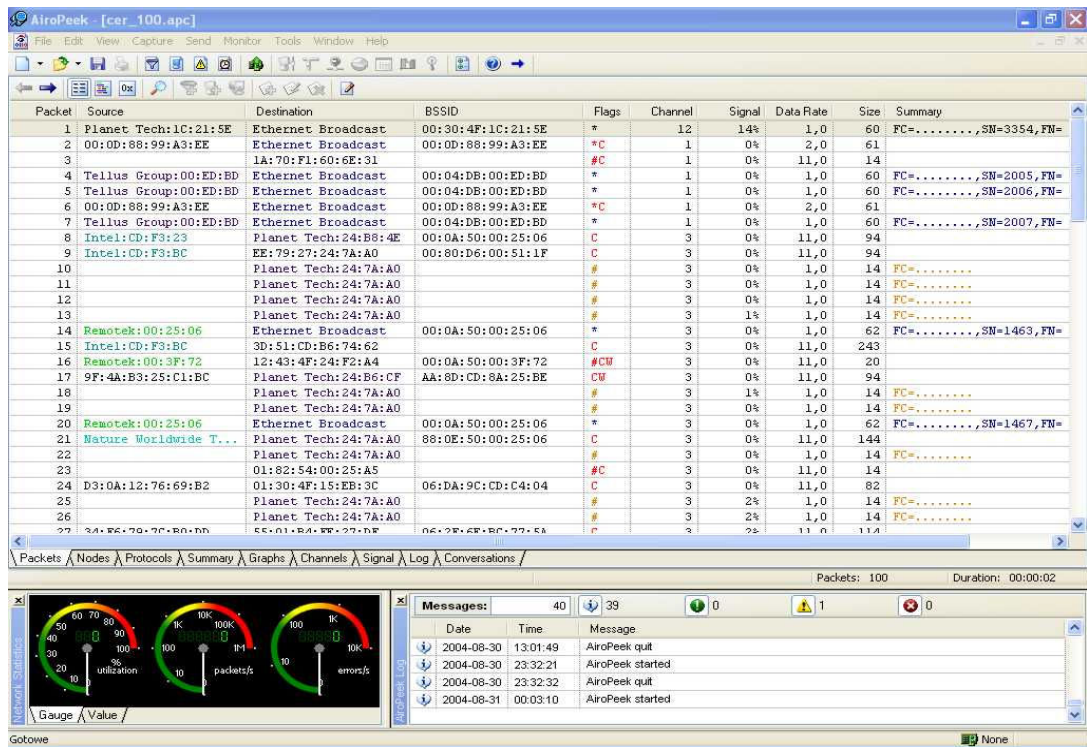 AiroPeek - [cer_100.apc]
File Edit View Capture Send Monitor Tools Window Help
Packet Source Destination BSSID Flags Channel Signal Data Rate Size Summary
1 Planet Tech:1C:21:5E Ethernet Broadcast 00:30:4F:1C:21:5E * 12 14% 1,0 60 FC=........,SN=3354,FN=
2 00:0D:88:99:A3:EE Ethernet Broadcast 00:0D:88:99:A3:EE *C 1 0% 2,0 61
3 1A:70:F1:60:6E:31 #C 1 0% 11,0 14
4 Tellus Group:00:ED:BD Ethernet Broadcast 00:04:DB:00:ED:BD * 1 0% 1,0 60 FC=........,SN=2005,FN=
5 Tellus Group:00:ED:BD Ethernet Broadcast 00:04:DB:00:ED:BD * 1 0% 1,0 60 FC=........,SN=2006,FN=
6 00:0D:88:99:A3:EE Ethernet Broadcast 00:0D:88:99:A3:EE *C 1 0% 2,0 61
7 Tellus Group:00:ED:BD Ethernet Broadcast 00:04:DB:00:ED:BD * 1 0% 1,0 60 FC=........,SN=2007,FN=
8 Intel:CD:F3:23 Planet Tech:24:B8:4E 00:0A:50:00:25:06 C 3 0% 11,0 94
9 Intel:CD:F3:BC EE:79:27:24:7A:A0 00:80:D6:00:51:1F C 3 0% 11,0 94
10 Planet Tech:24:7A:A0 # 3 0% 1,0 14 FC=........
11 Planet Tech:24:7A:A0 # 3 0% 1,0 14 FC=........
12 Planet Tech:24:7A:A0 # 3 0% 1,0 14 FC=........
13 Planet Tech:24:7A:A0 # 3 1% 1,0 14 FC=........
14 Remotek:00:25:06 Ethernet Broadcast 00:0A:50:00:25:06 * 3 0% 1,0 62 FC=........,SN=1463,FN=
15 Intel:CD:F3:BC 3D:51:CD:B6:74:62 C 3 0% 11,0 243
16 Remotek:00:3F:72 12:43:4F:24:F2:A4 00:0A:50:00:3F:72 #CW 3 0% 11,0 20
17 9F:4A:B3:25:C1:BC Planet Tech:24:B6:CF AA:8D:CD:8A:25:BE CW 3 0% 11,0 94
18 Planet Tech:24:7A:A0 # 3 1% 1,0 14 FC=........
19 Planet Tech:24:7A:A0 # 3 0% 1,0 14 FC=........
20 Remotek:00:25:06 Ethernet Broadcast 00:0A:50:00:25:06 * 3 0% 1,0 62 FC=........,SN=1467,FN=
21 Nature Worldwide T... Planet Tech:24:7A:A0 88:0E:50:00:25:06 C 3 0% 11,0 144
22 Planet Tech:24:7A:A0 # 3 0% 1,0 14 FC=........
23 01:82:54:00:25:A5 #C 3 0% 11,0 14
24 D3:0A:12:76:69:B2 01:30:4F:15:EB:3C 06:DA:9C:CD:C4:04 C 3 0% 11,0 82
25 Planet Tech:24:7A:A0 # 3 2% 1,0 14 FC=........
26 Planet Tech:24:7A:A0 # 3 2% 1,0 14 FC=........
27 C 3 2% 11,0 114
Packets Nodes Protocols Summary Graphs Channels Signal Log Conversations
Packets: 100 Duration: 00:00:02
Network Statistics
10 20 30 40 50 60 70 80 90 100 % utilization
10 100 1K 10K 100K 1M packets/s
10 100 1K 10K errors/s
Gauge Value
AiroPeek Log
Messages: 40 39 0 1 0
Date Time Message
2004-08-30 13:01:49 AiroPeek quit
2004-08-30 23:32:21 AiroPeek started
2004-08-30 23:32:32 AiroPeek quit
2004-08-31 00:03:10 AiroPeek started
Gotowe None